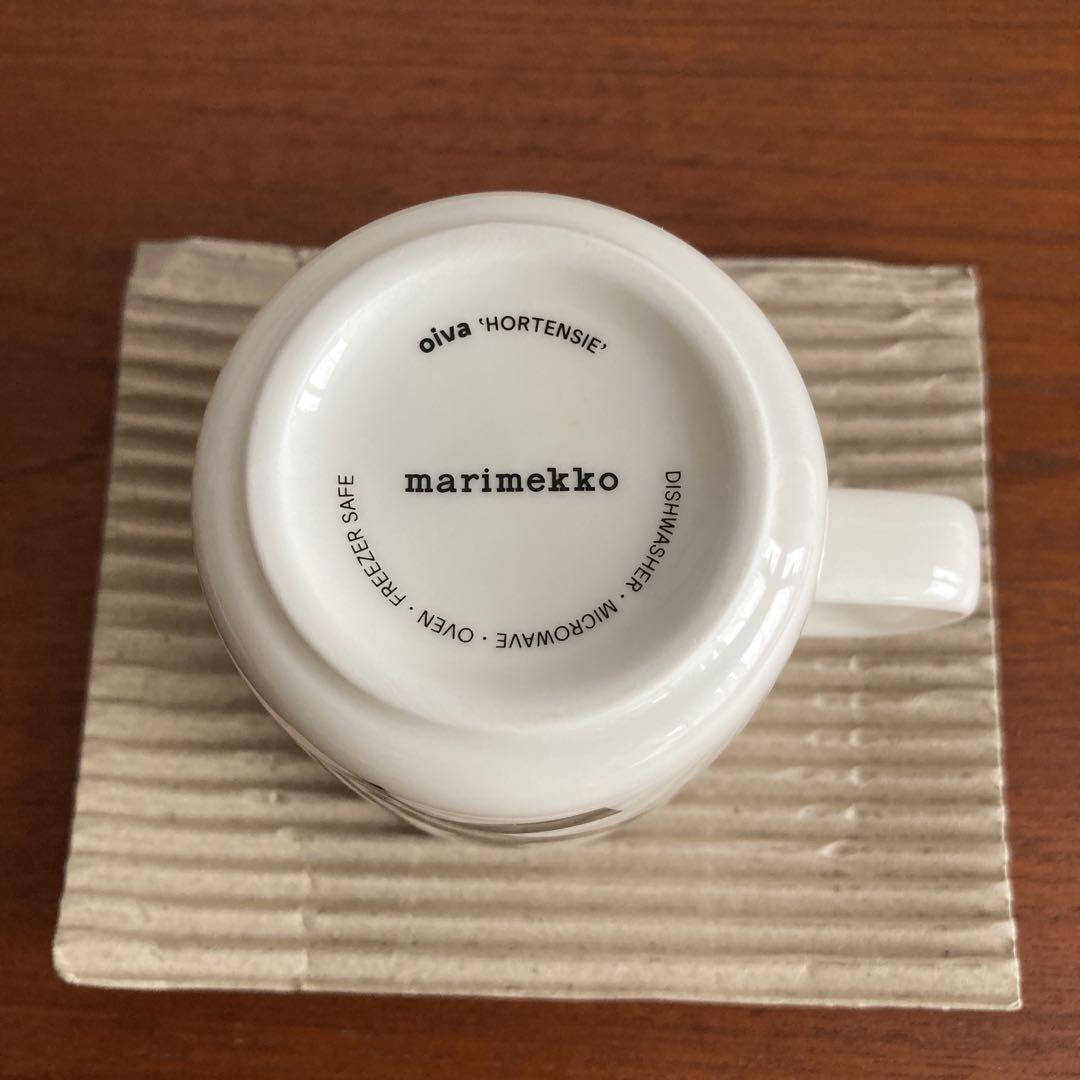 oiva ‘HORTENSIE’
marimekko
DISHWASHER · MICROWAVE · OVEN · FREEZER SAFE